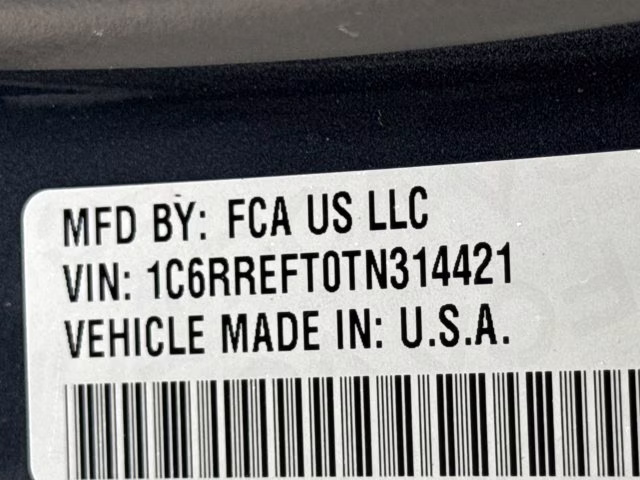 MFD BY: FCA US LLC
VIN: 1C6RREFT0TN314421
VEHICLE MADE IN: U.S.A.